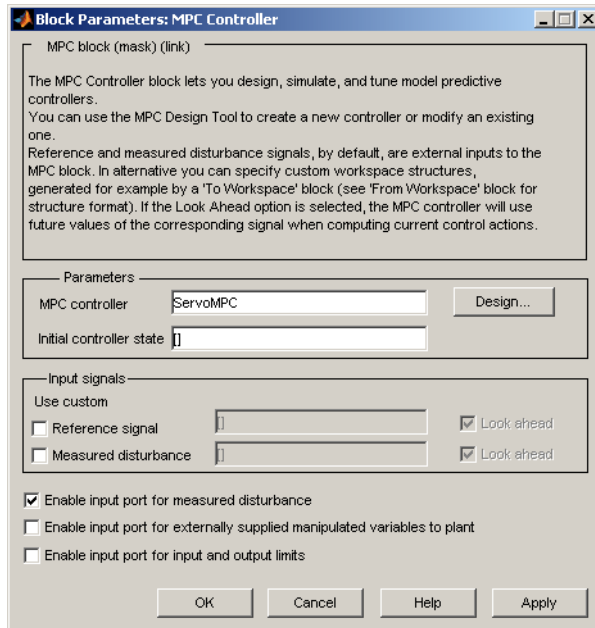 Block Parameters: MPC Controller
MPC block (mask) (link)
The MPC Controller block lets you design, simulate, and tune model predictive
controllers.
You can use the MPC Design Tool to create a new controller or modify an existing
one.
Reference and measured disturbance signals, by default, are external inputs to the
MPC block. In alternative you can specify custom workspace structures,
generated for example by a 'To Workspace' block (see 'From Workspace' block for
structure format). If the Look Ahead option is selected, the MPC controller will use
future values of the corresponding signal when computing current control actions.
Parameters
MPC controller ServoMPC Design...
Initial controller state []
Input signals
Use custom
Reference signal [] Look ahead
Measured disturbance [] Look ahead
Enable input port for measured disturbance
Enable input port for externally supplied manipulated variables to plant
Enable input port for input and output limits
OK Cancel Help Apply